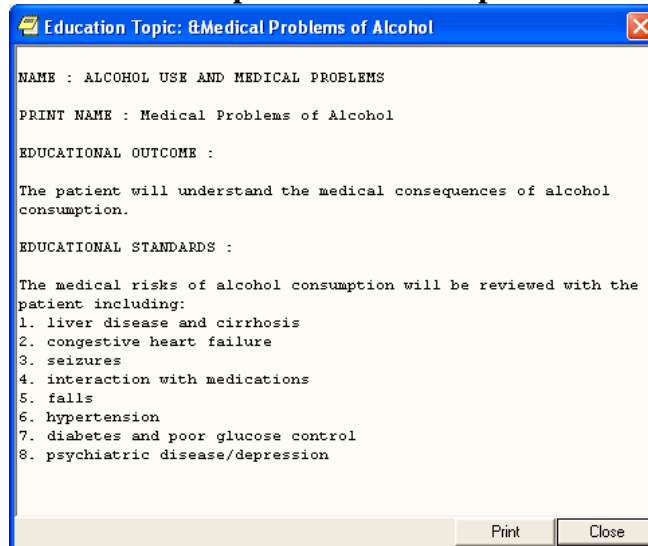 Education Topic: &Medical Problems of Alcohol
NAME : ALCOHOL USE AND MEDICAL PROBLEMS
PRINT NAME : Medical Problems of Alcohol
EDUCATIONAL OUTCOME :
The patient will understand the medical consequences of alcohol
consumption.
EDUCATIONAL STANDARDS :
The medical risks of alcohol consumption will be reviewed with the
patient including:
1. liver disease and cirrhosis
2. congestive heart failure
3. seizures
4. interaction with medications
5. falls
6. hypertension
7. diabetes and poor glucose control
8. psychiatric disease/depression
Print Close